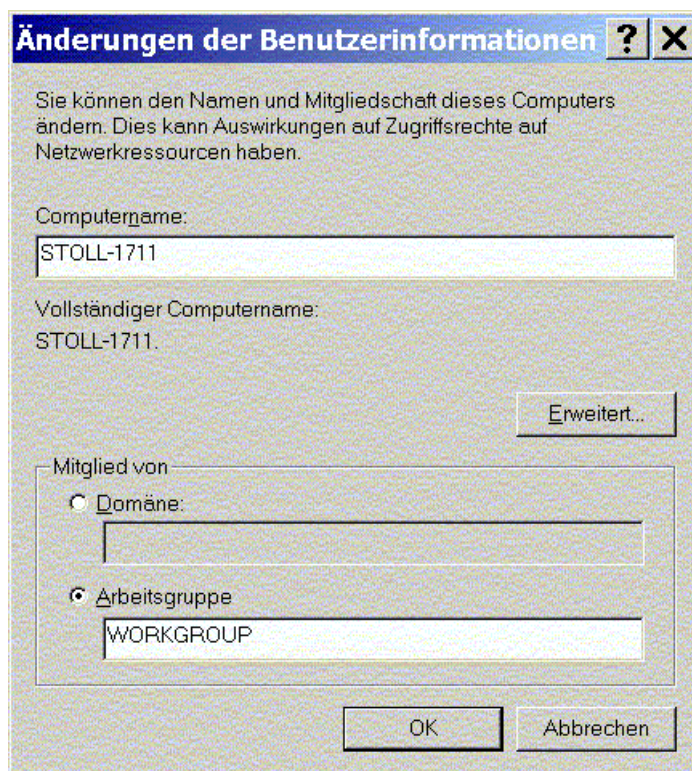 Änderungen der Benutzerinformationen
Sie können den Namen und Mitgliedschaft dieses Computers
ändern. Dies kann Auswirkungen auf Zugriffsrechte auf
Netzwerkressourcen haben.
Computername:
STOLL-1711
Vollständiger Computername:
STOLL-1711.
Erweitert...
Mitglied von
Domäne:
Arbeitsgruppe
WORKGROUP
OK
Abbrechen